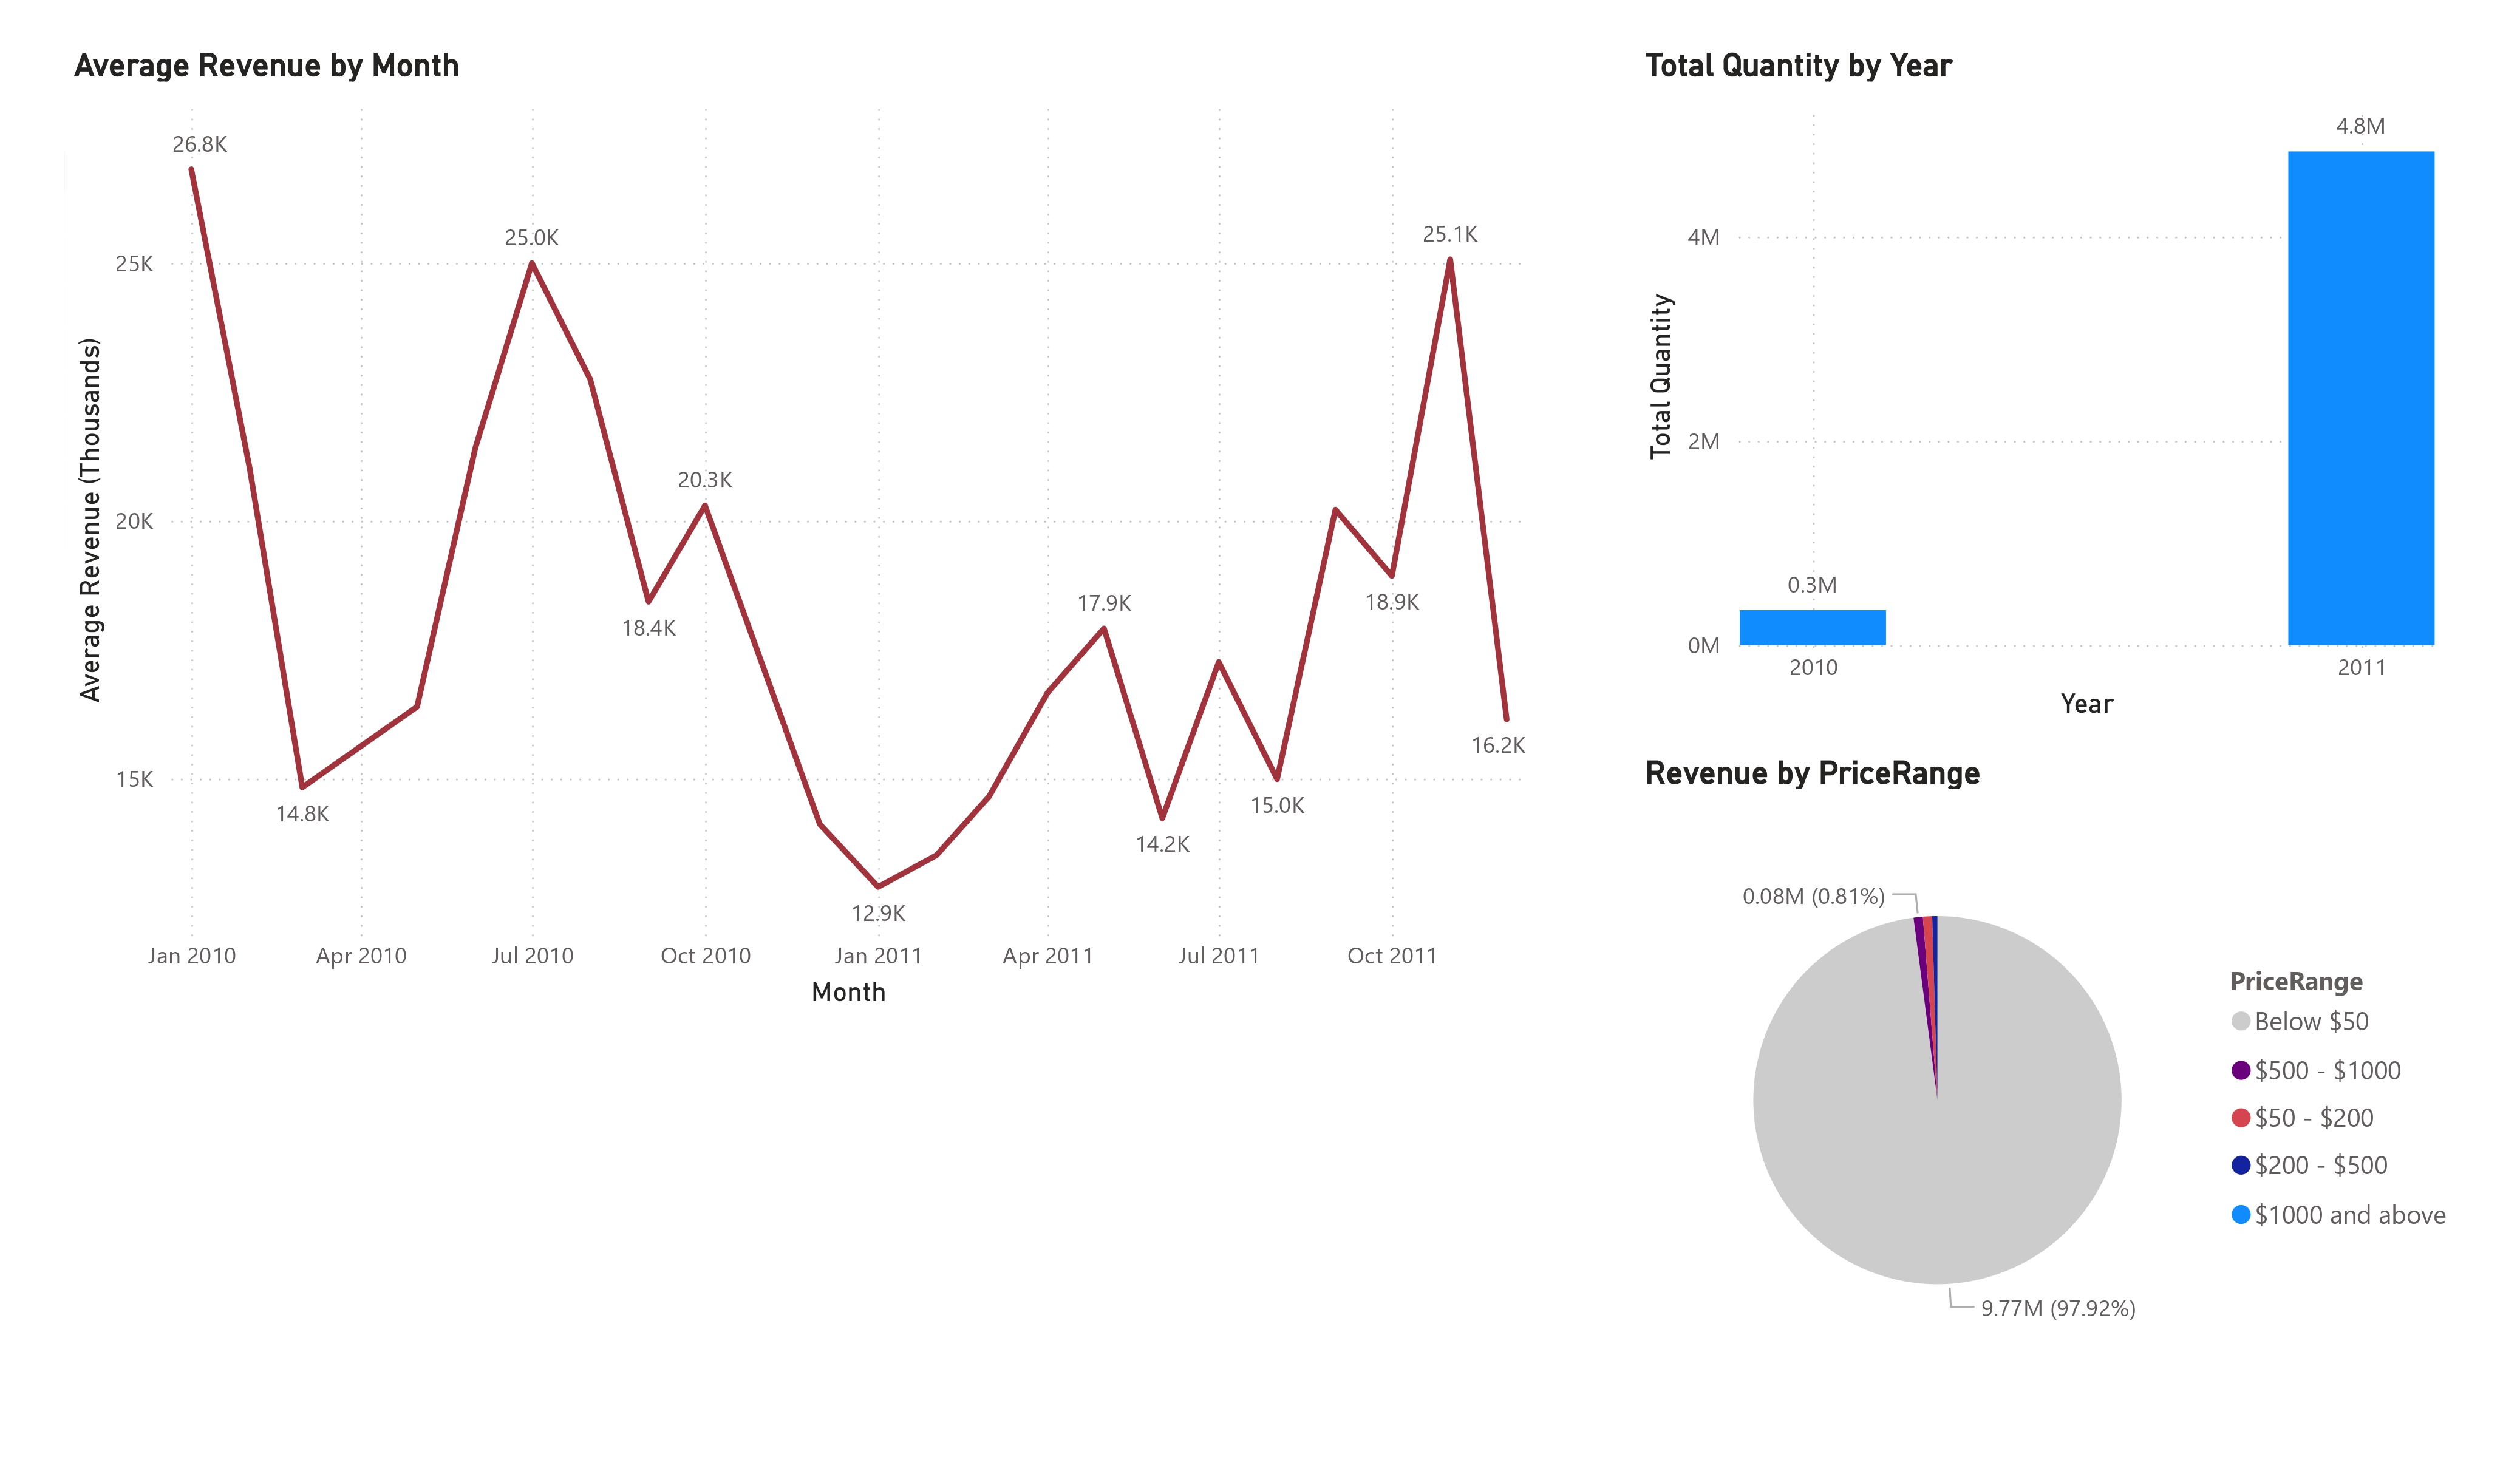 Average Revenue by Month
26.8K
25.0K
25.1K
25K
20.3K
20K
18.4K
17.9K
18.9K
16.2K
15K
14.8K
15.0K
14.2K
12.9K
Average Revenue (Thousands)
Jan 2010 Apr 2010 Jul 2010 Oct 2010 Jan 2011 Apr 2011 Jul 2011 Oct 2011
Month
Total Quantity by Year
4.8M
4M
2M
0.3M
0M
Total Quantity
2010 2011
Year
Revenue by PriceRange
0.08M (0.81%)
9.77M (97.92%)
PriceRange
Below $50
$500 - $1000
$50 - $200
$200 - $500
$1000 and above